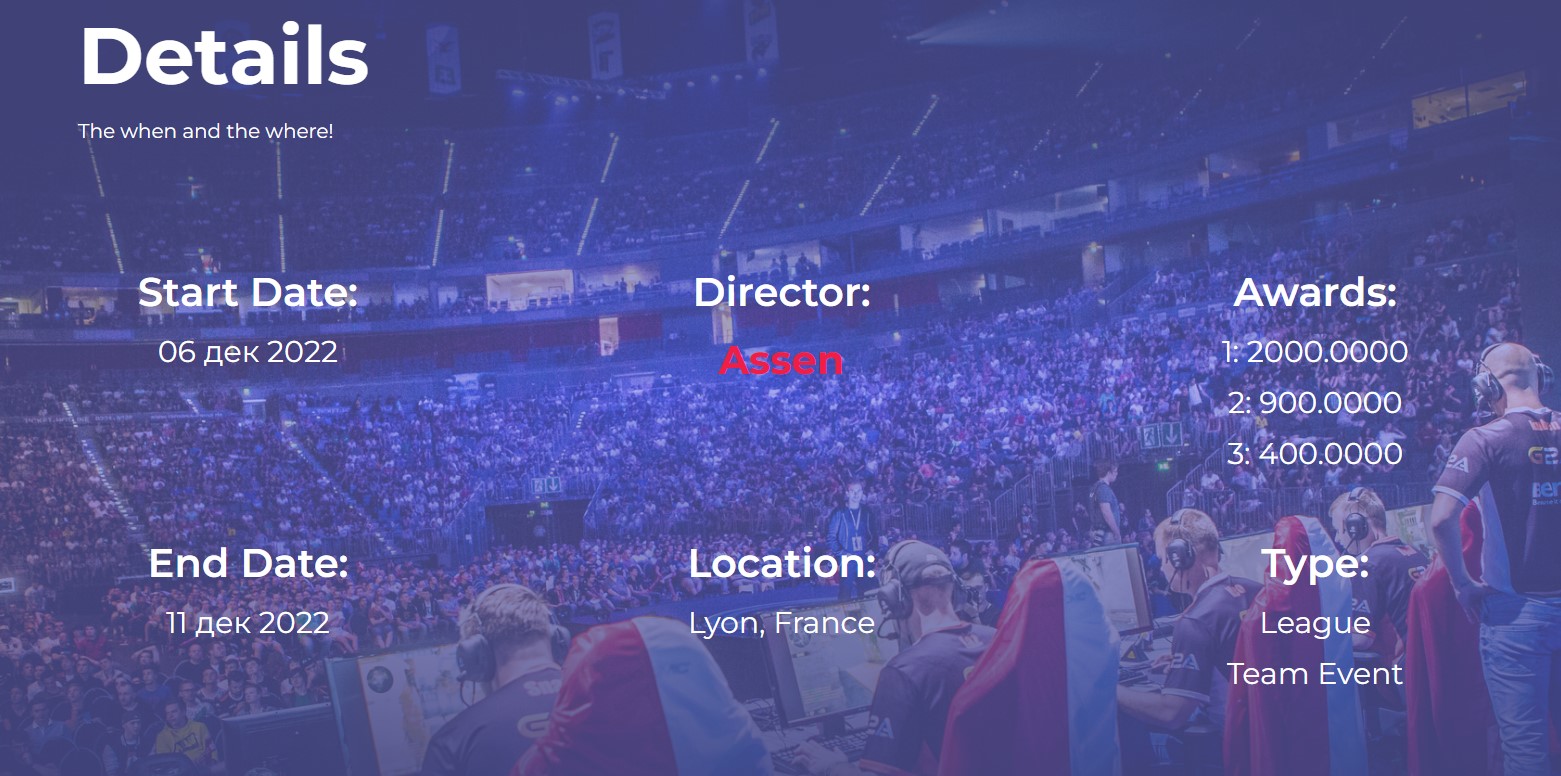 Details
The when and the where!
Start Date:
06 дек 2022
Director:
Assen
Awards:
1: 2000.0000
2: 900.0000
3: 400.0000
End Date:
11 дек 2022
Location:
Lyon, France
Type:
League
Team Event